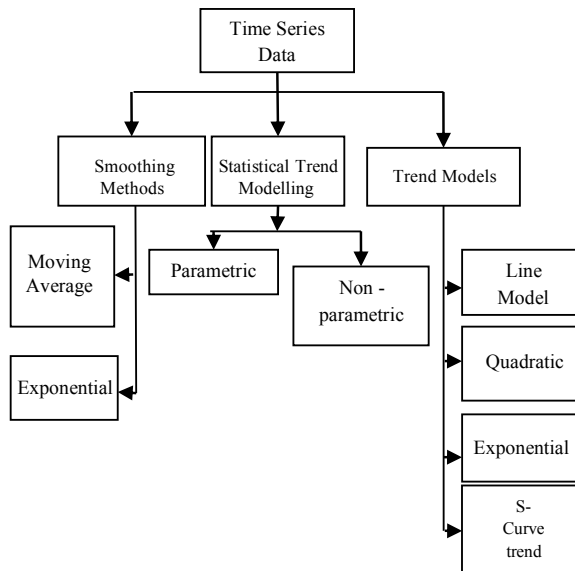 Time Series
Data
Smoothing
Methods
Statistical Trend
Modelling
Trend Models
Moving
Average
Parametric
Non -
parametric
Line
Model
Exponential
Quadratic
Exponential
S-
Curve
trend